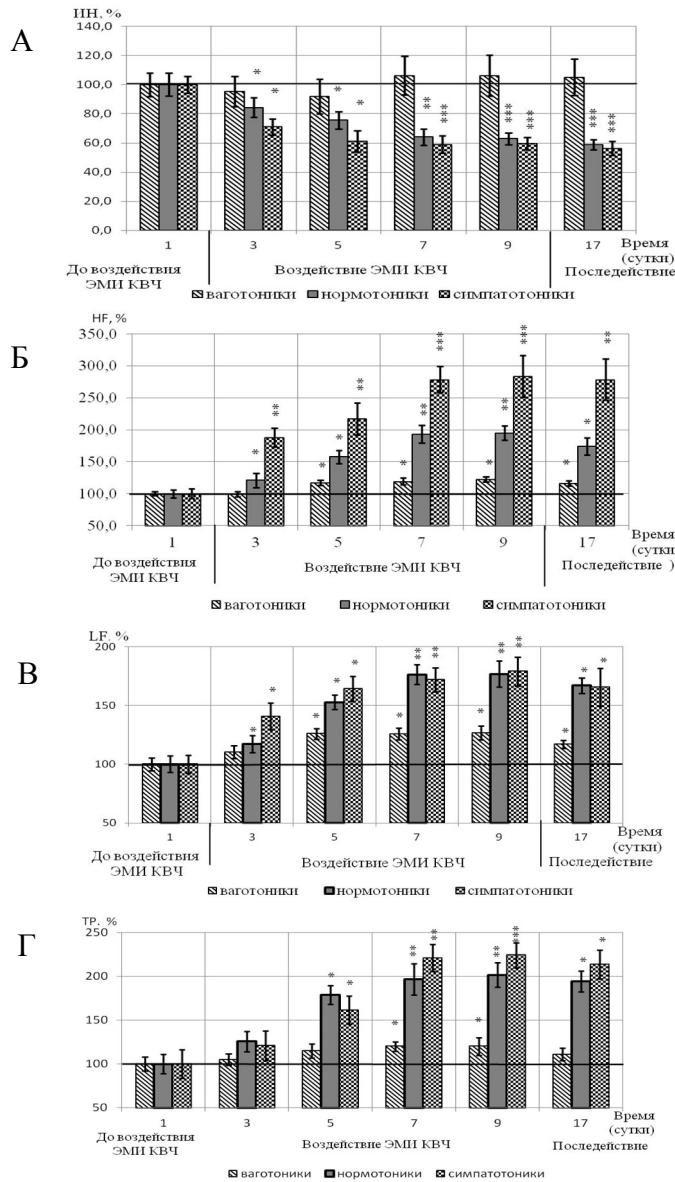 А
ИН, %
140,0
120,0
100,0
80,0
60,0
40,0
20,0
0,0
* * * * ** *** *** *** *** ***
1 3 5 7 9 17 Время (сутки)
До воздействия ЭМИ КВЧ
Воздействие ЭМИ КВЧ
Последействие
ваготоники нормотоники симпатотоники
Б
HF, %
350,0
300,0
250,0
200,0
150,0
100,0
50,0
* ** * * ** * ** *** * ** *** * * **
1 3 5 7 9 17 Время (сутки)
До воздействия ЭМИ КВЧ
Воздействие ЭМИ КВЧ
Последействие
ваготоники нормотоники симпатотоники
В
LF, %
200
150
100
50
* * * * * * ** ** * ** ** * * *
1 3 5 7 9 17 Время (сутки)
До воздействия ЭМИ КВЧ
Воздействие ЭМИ КВЧ
Последействие
ваготоники нормотоники симпатотоники
Г
TP, %
250
200
150
100
50
* * * ** ** * ** *** * *
1 3 5 7 9 17 Время (сутки)
До воздействия ЭМИ КВЧ
Воздействие ЭМИ КВЧ
Последействие
ваготоники нормотоники симпатотоники